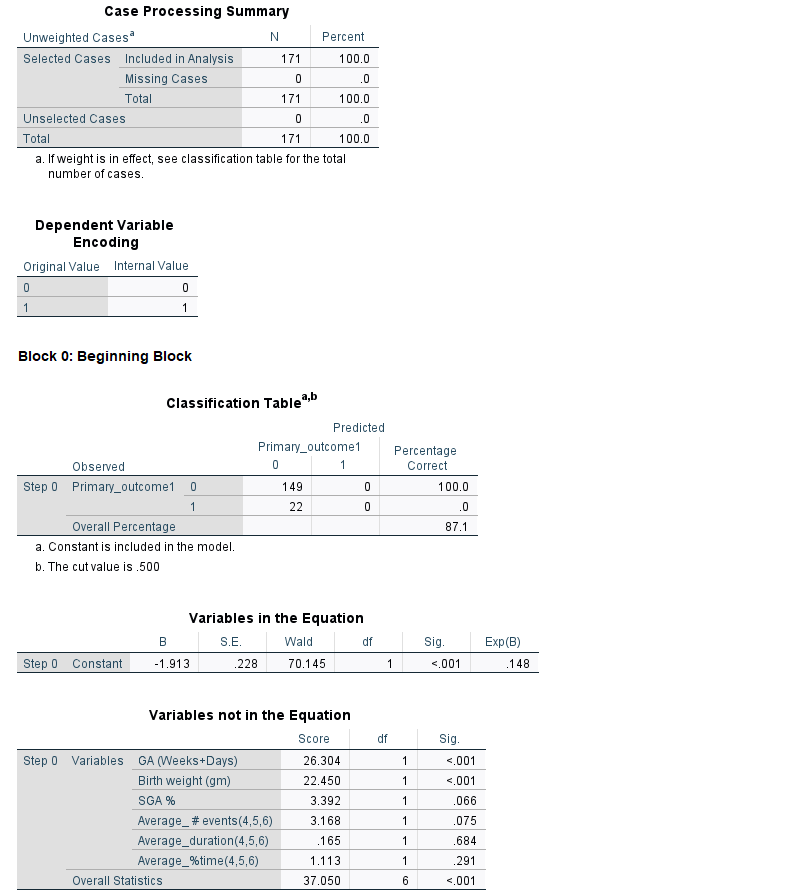 Case Processing Summary
Unweighted Casesa N Percent
Selected Cases Included in Analysis 171 100.0
Missing Cases 0 .0
Total 171 100.0
Unselected Cases 0 .0
Total 171 100.0
a. If weight is in effect, see classification table for the total
number of cases.
Dependent Variable
Encoding
Original Value Internal Value
0 0
1 1
Block 0: Beginning Block
Classification Tablea,b
Predicted
Primary_outcome1 Percentage
Observed 0 1 Correct
Step 0 Primary_outcome1 0 149 0 100.0
1 22 0 .0
Overall Percentage 87.1
a. Constant is included in the model.
b. The cut value is .500
Variables in the Equation
B S.E. Wald df Sig. Exp(B)
Step 0 Constant -1.913 .228 70.145 1 <.001 .148
Variables not in the Equation
Score df Sig.
Step 0 Variables GA (Weeks+Days) 26.304 1 <.001
Birth weight (gm) 22.450 1 <.001
SGA % 3.392 1 .066
Average_# events(4,5,6) 3.168 1 .075
Average_duration(4,5,6) .165 1 .684
Average_%time(4,5,6) 1.113 1 .291
Overall Statistics 37.050 6 <.001